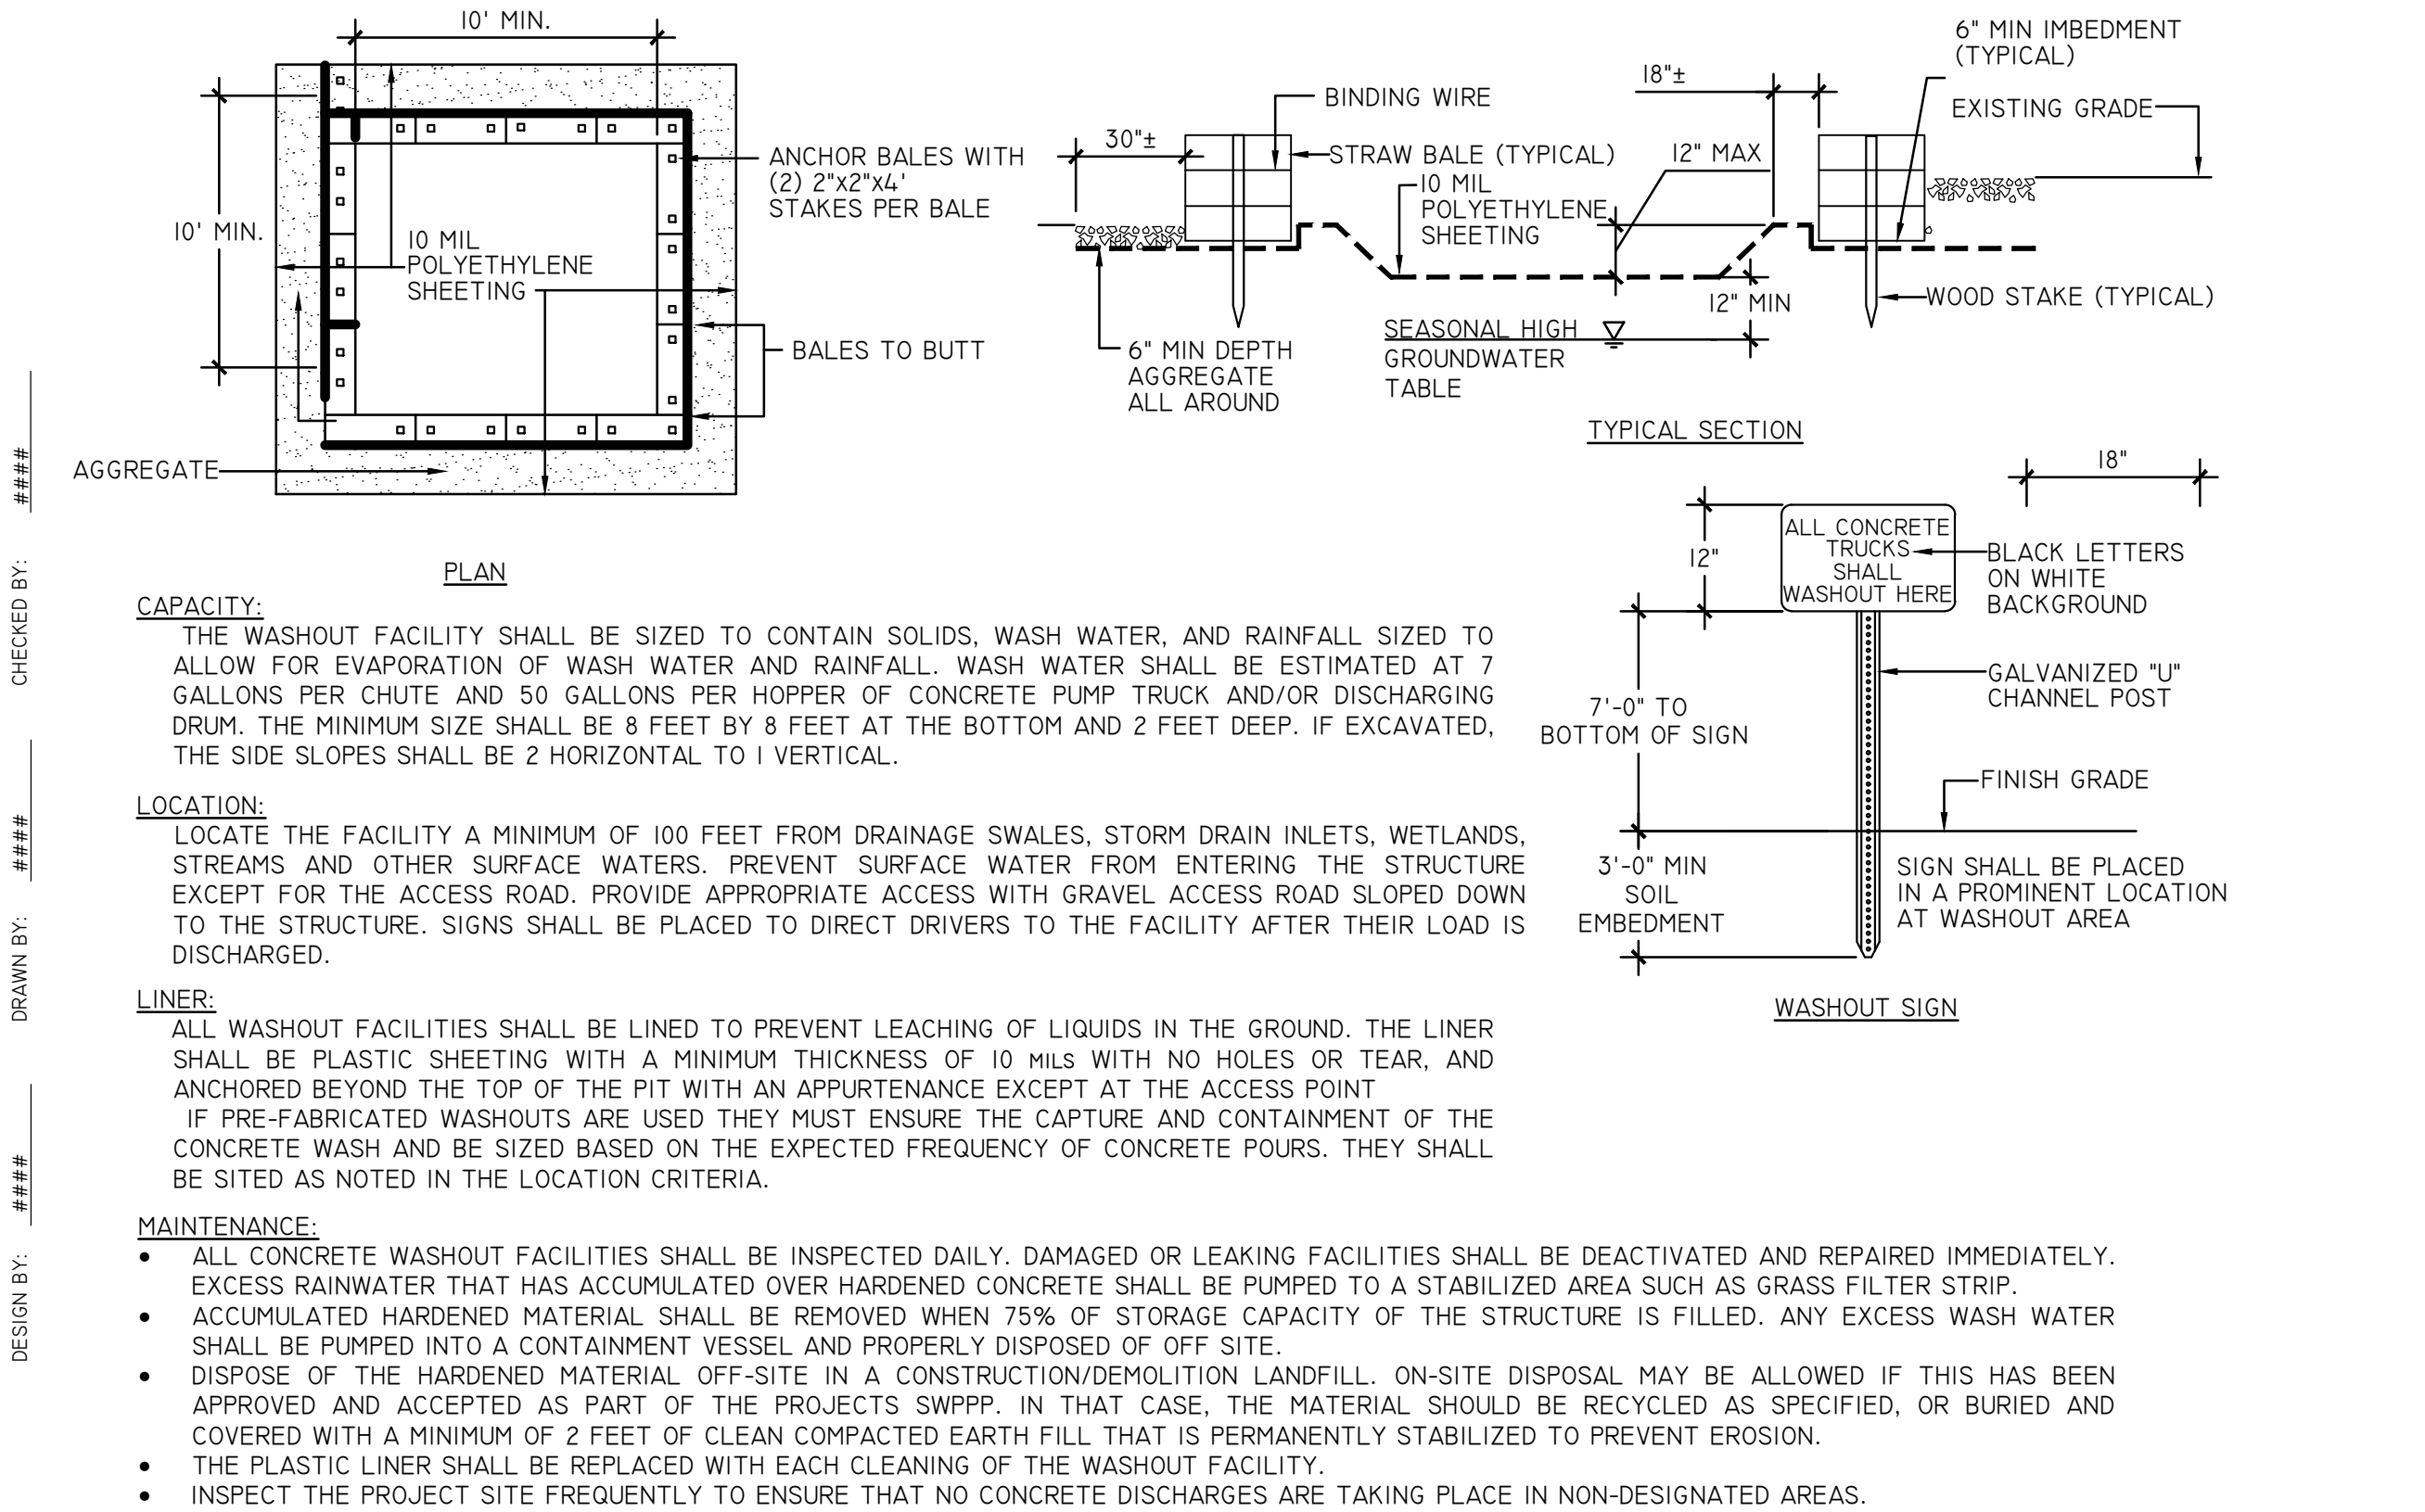 10' MIN.
10' MIN.
10 MIL
POLYETHYLENE
SHEETING
ANCHOR BALES WITH
(2) 2"x2"x4'
STAKES PER BALE
BALES TO BUTT
AGGREGATE
PLAN
30"±
BINDING WIRE
STRAW BALE (TYPICAL)
10 MIL
POLYETHYLENE
SHEETING
18"±
12" MAX
6" MIN IMBEDMENT
(TYPICAL)
EXISTING GRADE
12" MIN
WOOD STAKE (TYPICAL)
6" MIN DEPTH
AGGREGATE
ALL AROUND
SEASONAL HIGH
GROUNDWATER
TABLE
TYPICAL SECTION
18"
12"
ALL CONCRETE
TRUCKS
SHALL
WASHOUT HERE
BLACK LETTERS
ON WHITE
BACKGROUND
GALVANIZED "U"
CHANNEL POST
7'-0" TO
BOTTOM OF SIGN
FINISH GRADE
3'-0" MIN
SOIL
EMBEDMENT
SIGN SHALL BE PLACED
IN A PROMINENT LOCATION
AT WASHOUT AREA
WASHOUT SIGN
CAPACITY:
THE WASHOUT FACILITY SHALL BE SIZED TO CONTAIN SOLIDS, WASH WATER, AND RAINFALL SIZED TO
ALLOW FOR EVAPORATION OF WASH WATER AND RAINFALL. WASH WATER SHALL BE ESTIMATED AT 7
GALLONS PER CHUTE AND 50 GALLONS PER HOPPER OF CONCRETE PUMP TRUCK AND/OR DISCHARGING
DRUM. THE MINIMUM SIZE SHALL BE 8 FEET BY 8 FEET AT THE BOTTOM AND 2 FEET DEEP. IF EXCAVATED,
THE SIDE SLOPES SHALL BE 2 HORIZONTAL TO 1 VERTICAL.
LOCATION:
LOCATE THE FACILITY A MINIMUM OF 100 FEET FROM DRAINAGE SWALES, STORM DRAIN INLETS, WETLANDS,
STREAMS AND OTHER SURFACE WATERS. PREVENT SURFACE WATER FROM ENTERING THE STRUCTURE
EXCEPT FOR THE ACCESS ROAD. PROVIDE APPROPRIATE ACCESS WITH GRAVEL ACCESS ROAD SLOPED DOWN
TO THE STRUCTURE. SIGNS SHALL BE PLACED TO DIRECT DRIVERS TO THE FACILITY AFTER THEIR LOAD IS
DISCHARGED.
LINER:
ALL WASHOUT FACILITIES SHALL BE LINED TO PREVENT LEACHING OF LIQUIDS IN THE GROUND. THE LINER
SHALL BE PLASTIC SHEETING WITH A MINIMUM THICKNESS OF 10 MILS WITH NO HOLES OR TEAR, AND
ANCHORED BEYOND THE TOP OF THE PIT WITH AN APPURTENANCE EXCEPT AT THE ACCESS POINT
IF PRE-FABRICATED WASHOUTS ARE USED THEY MUST ENSURE THE CAPTURE AND CONTAINMENT OF THE
CONCRETE WASH AND BE SIZED BASED ON THE EXPECTED FREQUENCY OF CONCRETE POURS. THEY SHALL
BE SITED AS NOTED IN THE LOCATION CRITERIA.
MAINTENANCE:
• ALL CONCRETE WASHOUT FACILITIES SHALL BE INSPECTED DAILY. DAMAGED OR LEAKING FACILITIES SHALL BE DEACTIVATED AND REPAIRED IMMEDIATELY.
EXCESS RAINWATER THAT HAS ACCUMULATED OVER HARDENED CONCRETE SHALL BE PUMPED TO A STABILIZED AREA SUCH AS GRASS FILTER STRIP.
• ACCUMULATED HARDENED MATERIAL SHALL BE REMOVED WHEN 75% OF STORAGE CAPACITY OF THE STRUCTURE IS FILLED. ANY EXCESS WASH WATER
SHALL BE PUMPED INTO A CONTAINMENT VESSEL AND PROPERLY DISPOSED OF OFF SITE.
• DISPOSE OF THE HARDENED MATERIAL OFF-SITE IN A CONSTRUCTION/DEMOLITION LANDFILL. ON-SITE DISPOSAL MAY BE ALLOWED IF THIS HAS BEEN
APPROVED AND ACCEPTED AS PART OF THE PROJECTS SWPPP. IN THAT CASE, THE MATERIAL SHOULD BE RECYCLED AS SPECIFIED, OR BURIED AND
COVERED WITH A MINIMUM OF 2 FEET OF CLEAN COMPACTED EARTH FILL THAT IS PERMANENTLY STABILIZED TO PREVENT EROSION.
• THE PLASTIC LINER SHALL BE REPLACED WITH EACH CLEANING OF THE WASHOUT FACILITY.
• INSPECT THE PROJECT SITE FREQUENTLY TO ENSURE THAT NO CONCRETE DISCHARGES ARE TAKING PLACE IN NON-DESIGNATED AREAS.
DESIGN BY: ####
DRAWN BY: ####
CHECKED BY: ####